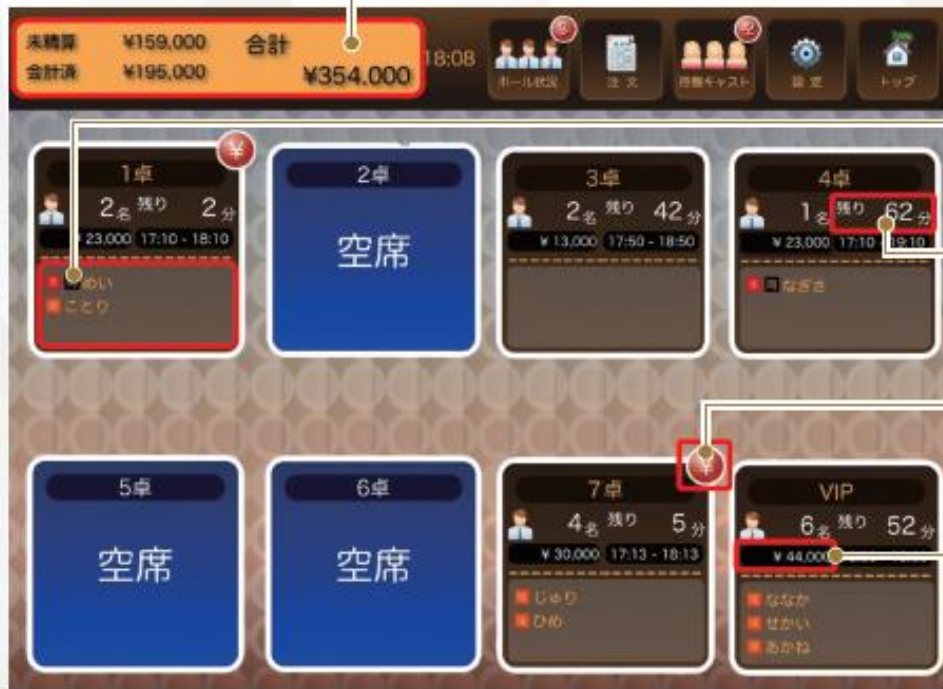 未精算 ¥159,000 合計
会計済 ¥195,000 ¥354,000
18:08
ホール状況
注文
待機キャスト
設定
トップ
1卓
2名 残り 2分
¥23,000 17:10 - 18:10
めい
ことり
2卓
空席
3卓
2名 残り 42分
¥13,000 17:50 - 18:50
4卓
1名 残り 62分
¥23,000 17:10 - 19:10
なぎさ
5卓
空席
6卓
空席
7卓
4名 残り 5分
¥30,000 17:13 - 18:13
じゅり
ひめ
VIP
6名 残り 52分
¥44,000
ななか
せかい
あかね
¥
¥